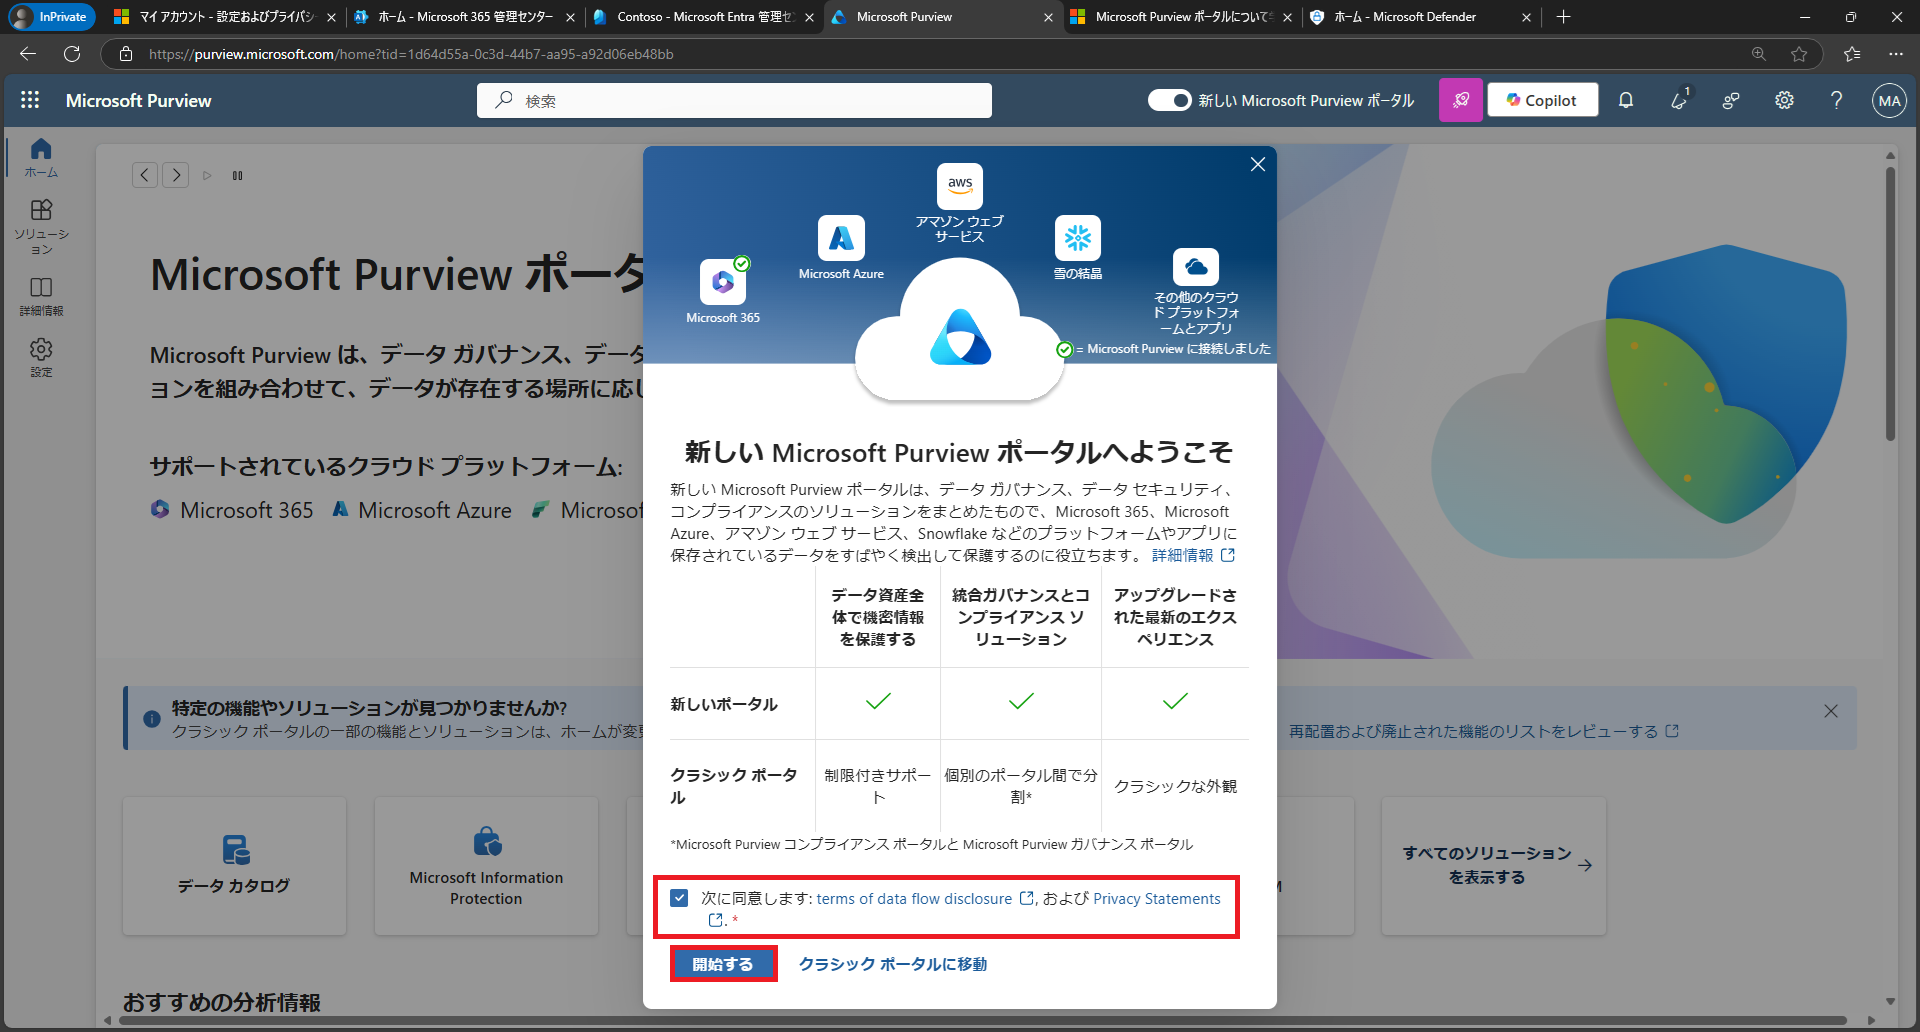 InPrivate
マイ アカウント - 設定およびプライバシ
ホーム - Microsoft 365 管理センター
Contoso - Microsoft Entra 管理セ
Microsoft Purview
Microsoft Purview ポータルについて
ホーム - Microsoft Defender
https://purview.microsoft.com/home?tid=1d64d55a-0c3d-44b7-aa95-a92d06eb48bb
Microsoft Purview
検索
新しい Microsoft Purview ポータル
Copilot
1
MA
ホーム
ソリューシ
ョン
詳細情報
設定
Microsoft Purview ポータ
Microsoft Purview は、データ ガバナンス、データ
ョンを組み合わせて、データが存在する場所に応じ
サポートされているクラウド プラットフォーム:
Microsoft 365
Microsoft Azure
Microsof
aws
アマゾン ウェブ
サービス
Microsoft Azure
雪の結晶
Microsoft 365
その他のクラウ
ド プラットフォ
ームとアプリ
= Microsoft Purview に接続しました
新しい Microsoft Purview ポータルへようこそ
新しい Microsoft Purview ポータルは、データ ガバナンス、データ セキュリティ、
コンプライアンスのソリューションをまとめたもので、Microsoft 365、Microsoft
Azure、アマゾン ウェブ サービス、Snowflake などのプラットフォームやアプリに
保存されているデータをすばやく検出して保護するのに役立ちます。 詳細情報
データ資産全
体で機密情報
を保護する
統合ガバナンスとコ
ンプライアンス ソ
リューション
アップグレードさ
れた最新のエクス
ペリエンス
新しいポータル
クラシック ポータ
ル
制限付きサポー
ト
個別のポータル間で分
割*
クラシックな外観
*Microsoft Purview コンプライアンス ポータルと Microsoft Purview ガバナンス ポータル
次に同意します: terms of data flow disclosure , および Privacy Statements
. *
開始する
クラシック ポータルに移動
特定の機能やソリューションが見つかりませんか?
クラシック ポータルの一部の機能とソリューションは、ホームが変更
再配置および廃止された機能のリストをレビューする
データ カタログ
Microsoft Information
Protection
M
すべてのソリューション
を表示する
おすすめの分析情報